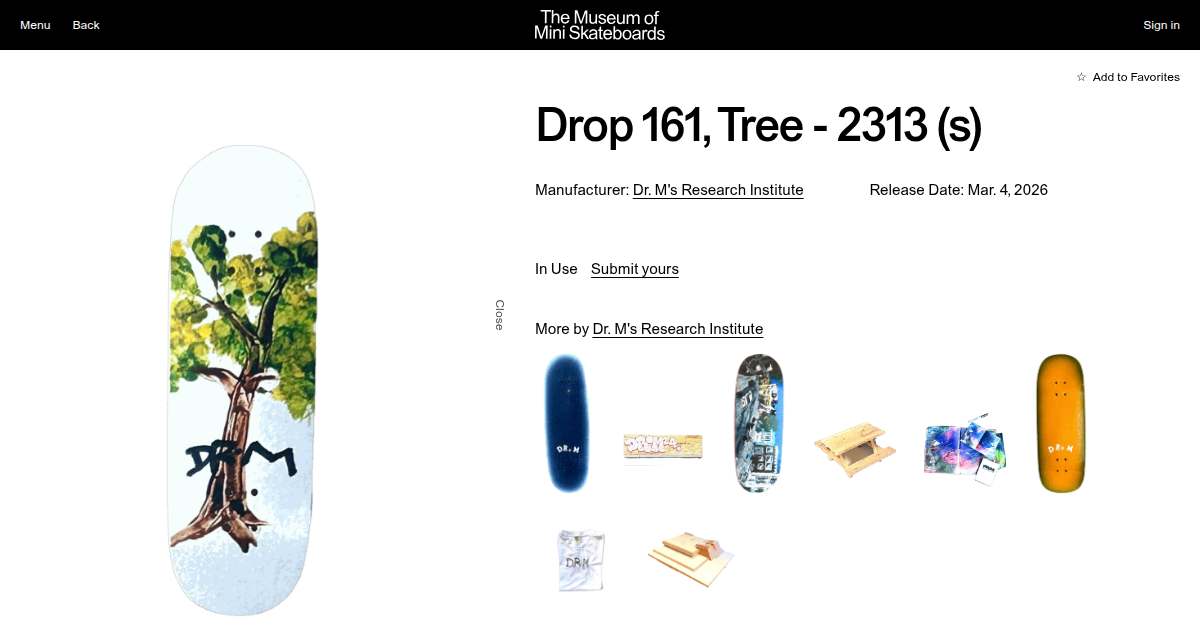 Menu
Back
The Museum of
Mini Skateboards
Sign in
☆ Add to Favorites
Drop 161, Tree - 2313 (s)
Manufacturer: Dr. M's Research Institute
Release Date: Mar. 4, 2026
In Use
Submit yours
Close
More by Dr. M's Research Institute
DR.M
DR.M
DR.M
DR.M